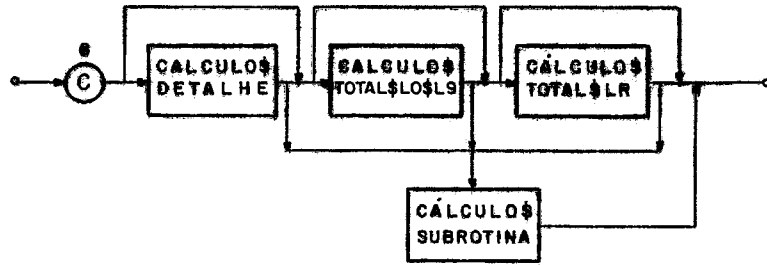 6
C
CALCULO$
DETALHE
CALCULO$
TOTAL$LO$L9
CÁLCULO$
TOTAL$LR
CÁLCULO$
SUBROTINA